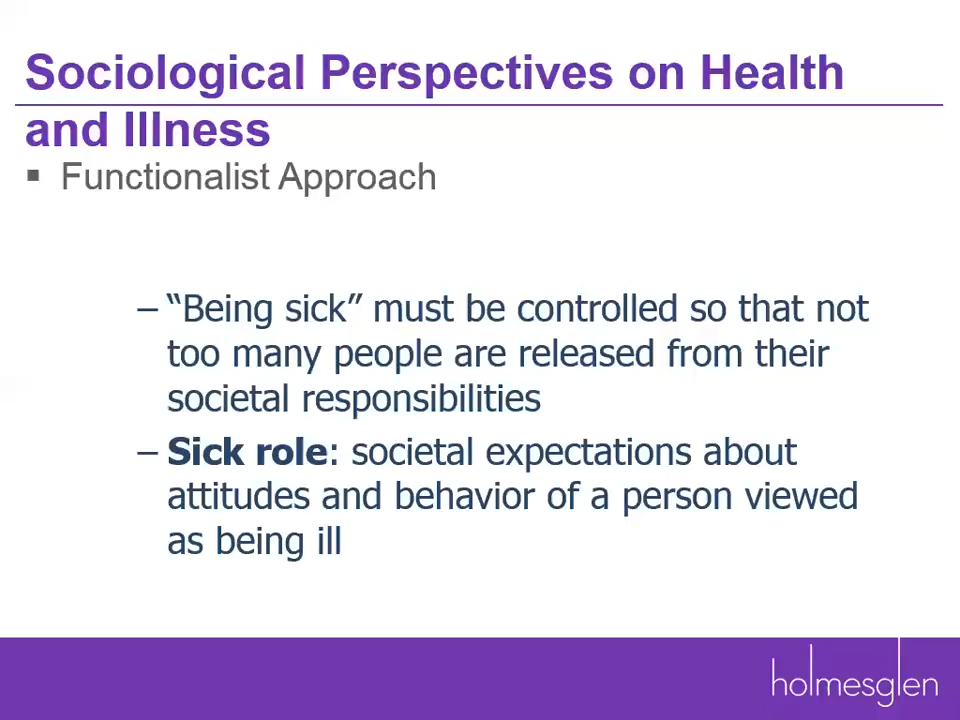 Sociological Perspectives on Health
and Illness
▪ Functionalist Approach
– “Being sick” must be controlled so that not
too many people are released from their
societal responsibilities
– Sick role: societal expectations about
attitudes and behavior of a person viewed
as being ill
holmesglen